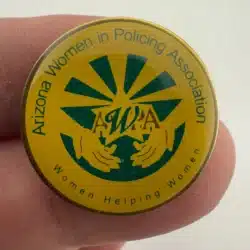 Arizona Women in Policing Association
AWPA
Women Helping Women